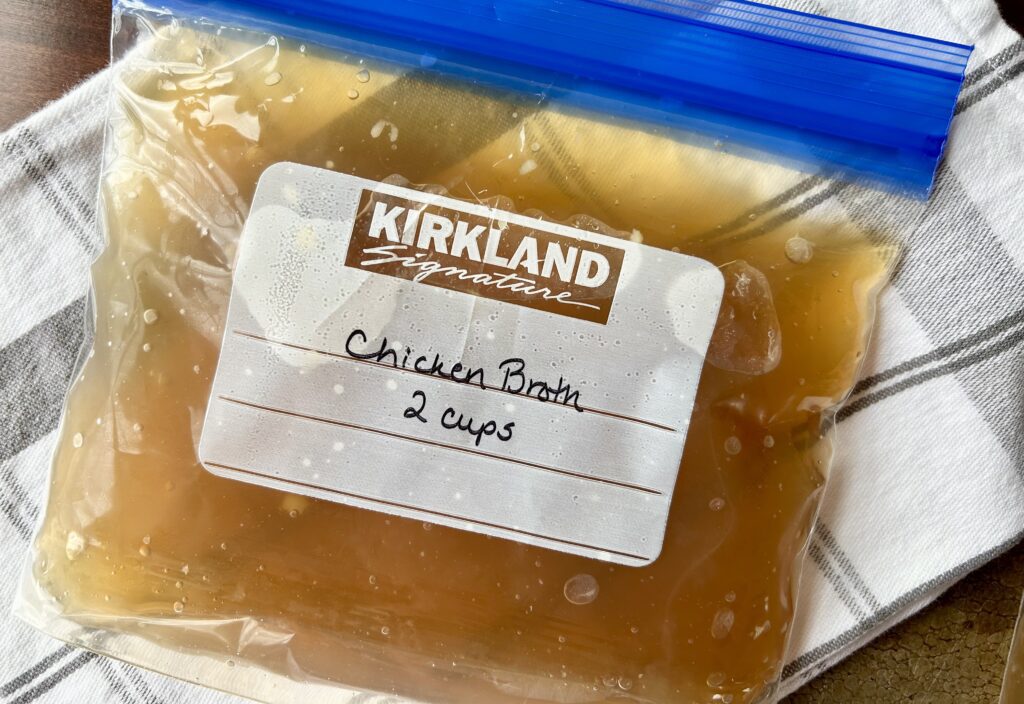 KIRKLAND
Signature
Chicken Broth
2 cups